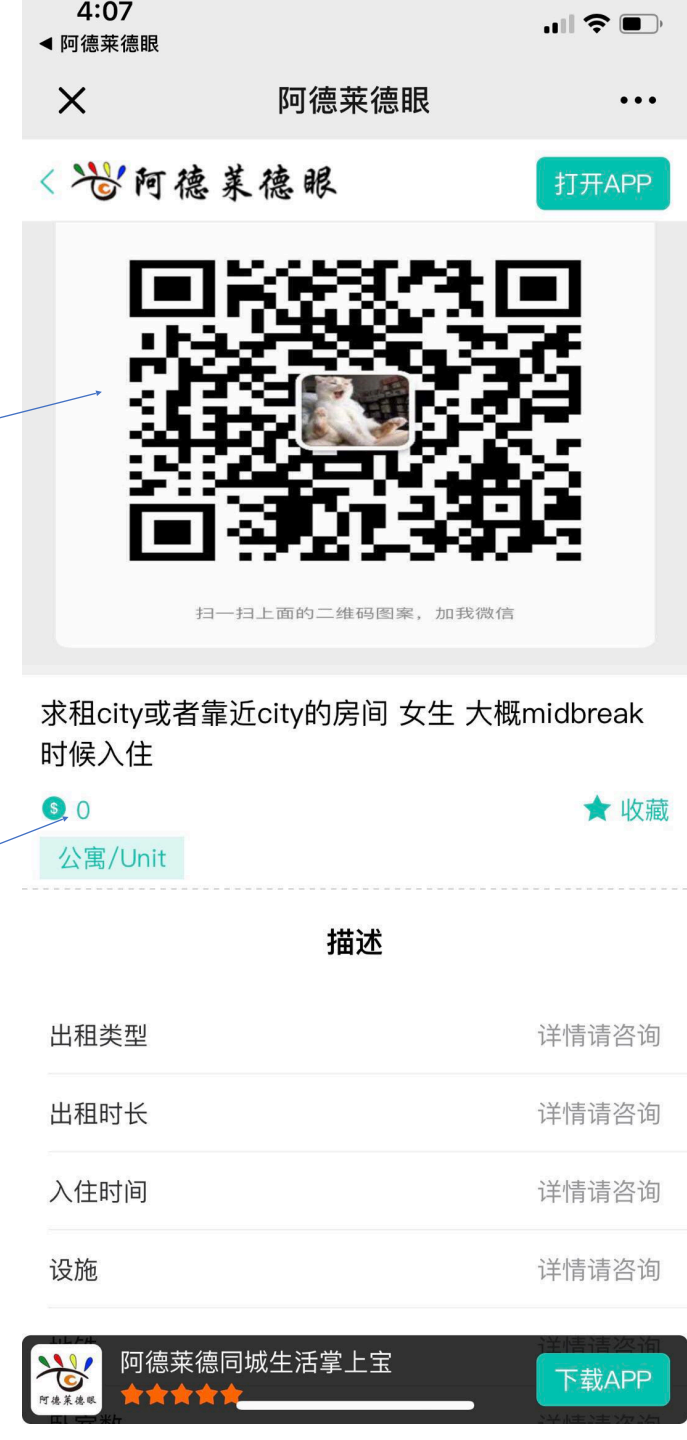 4:07
◀ 阿德莱德眼
阿德莱德眼
阿德莱德眼
打开APP
扫一扫上面的二维码图案，加我微信
求租city或者靠近city的房间 女生 大概midbreak
时候入住
$ 0
收藏
公寓/Unit
描述
出租类型 详情请咨询
出租时长 详情请咨询
入住时间 详情请咨询
设施 详情请咨询
详情请咨询
阿德莱德同城生活掌上宝
阿德莱德眼
下载APP
卧室数